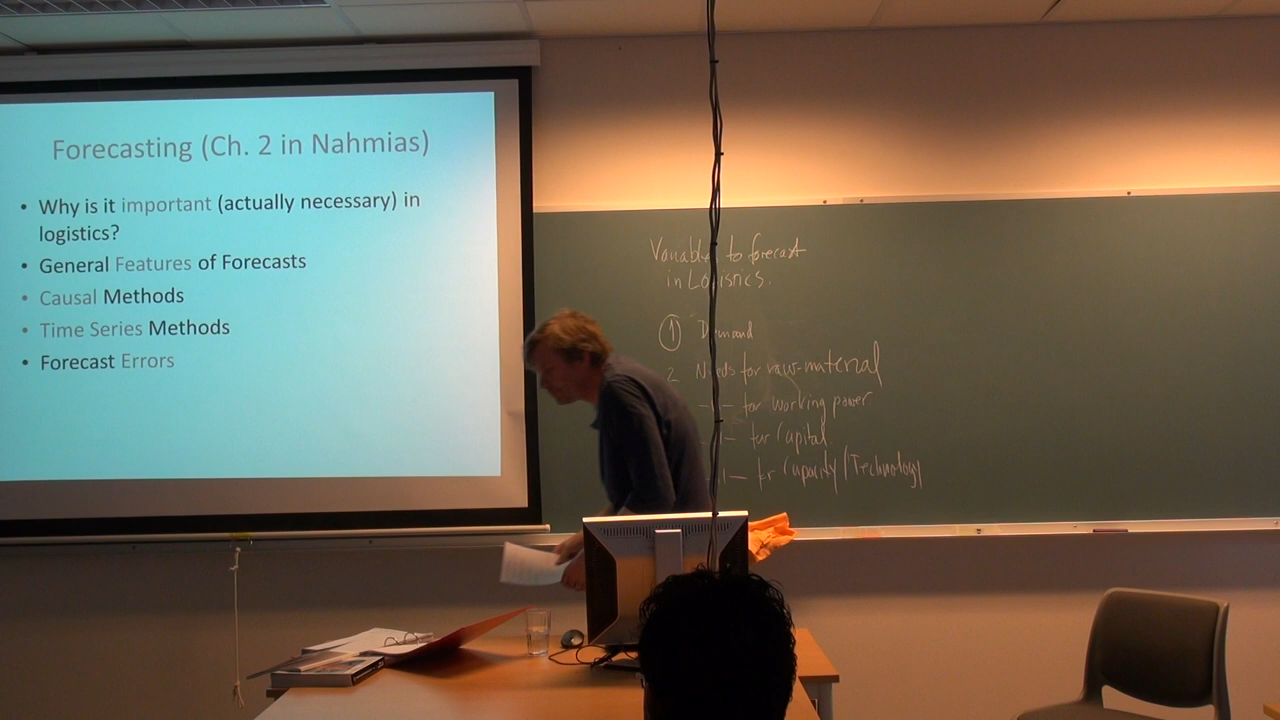 Forecasting (Ch. 2 in Nahmias)
• Why is it important (actually necessary) in
logistics?
• General Features of Forecasts
• Causal Methods
• Time Series Methods
• Forecast Errors
Variables to forecast
in Logistics.
1 Demand
2 Needs for raw-material
-"- for working power
-"- for Capital
-"- for Capacity/Technology